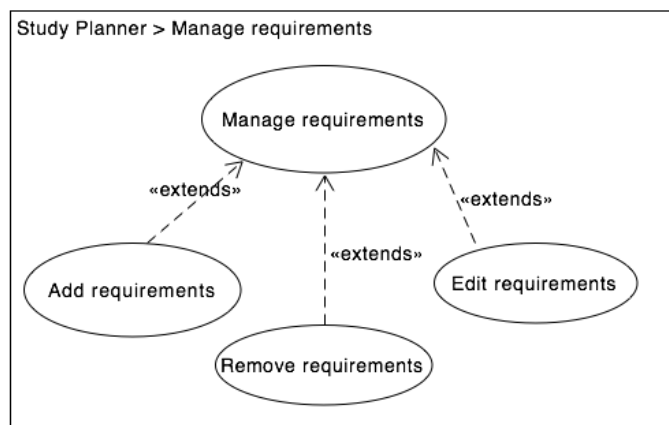 Study Planner > Manage requirements
Manage requirements
«extends»
«extends»
«extends»
Add requirements
Edit requirements
Remove requirements